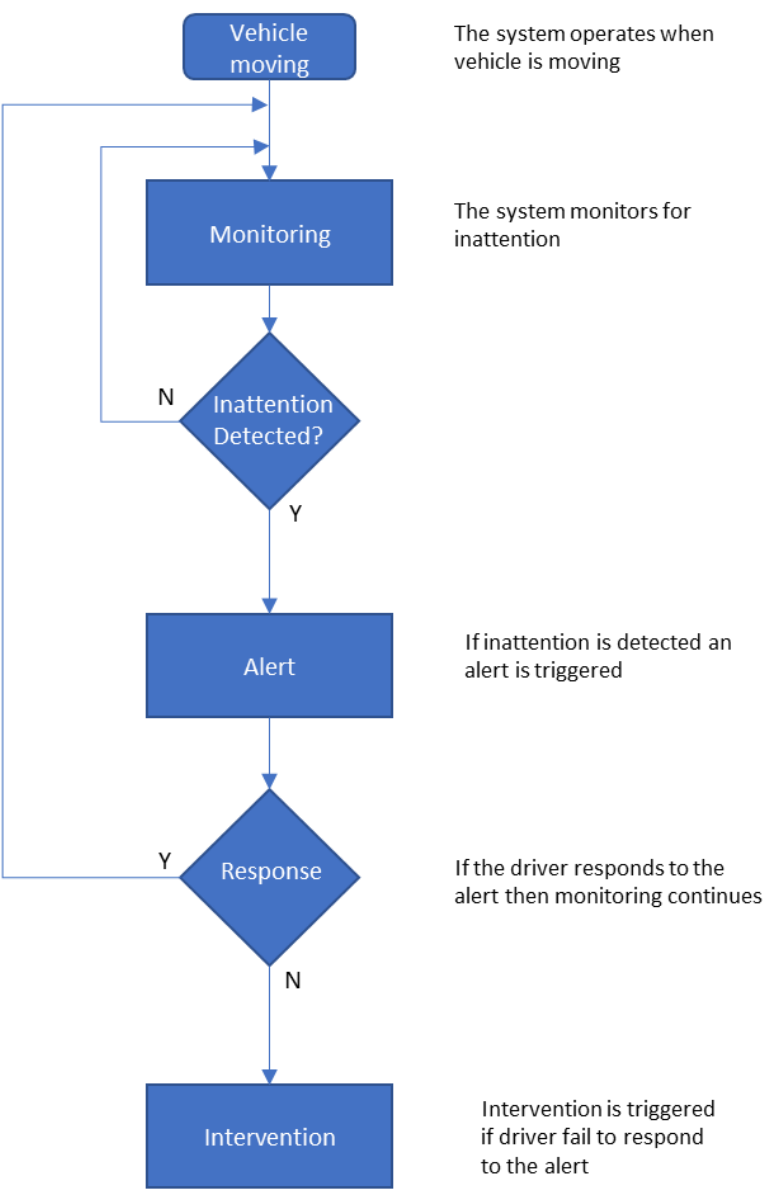 Vehicle
moving
The system operates when
vehicle is moving
Monitoring
The system monitors for
inattention
N
Inattention
Detected?
Y
Alert
If inattention is detected an
alert is triggered
Y
Response
If the driver responds to the
alert then monitoring continues
N
Intervention
Intervention is triggered
if driver fail to respond
to the alert